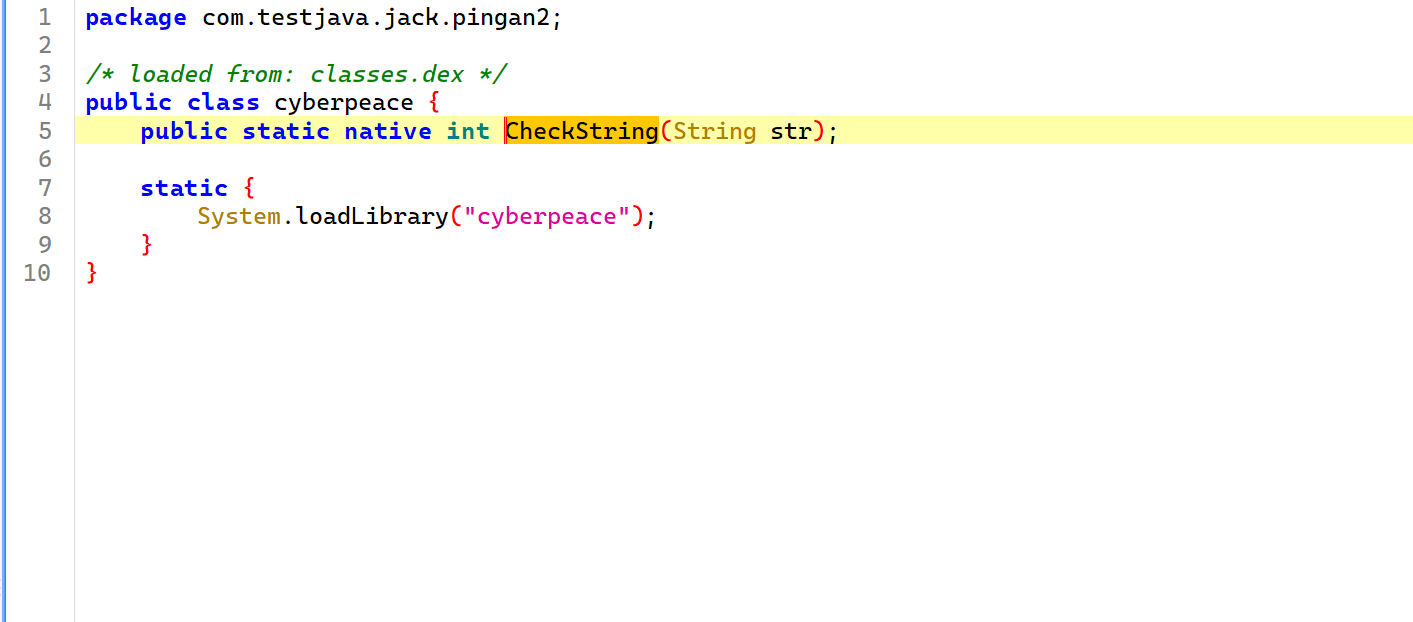 1 package com.testjava.jack.pingan2;
2
3 /* loaded from: classes.dex */
4 public class cyberpeace {
5     public static native int CheckString(String str);
6
7     static {
8         System.loadLibrary("cyberpeace");
9     }
10 }